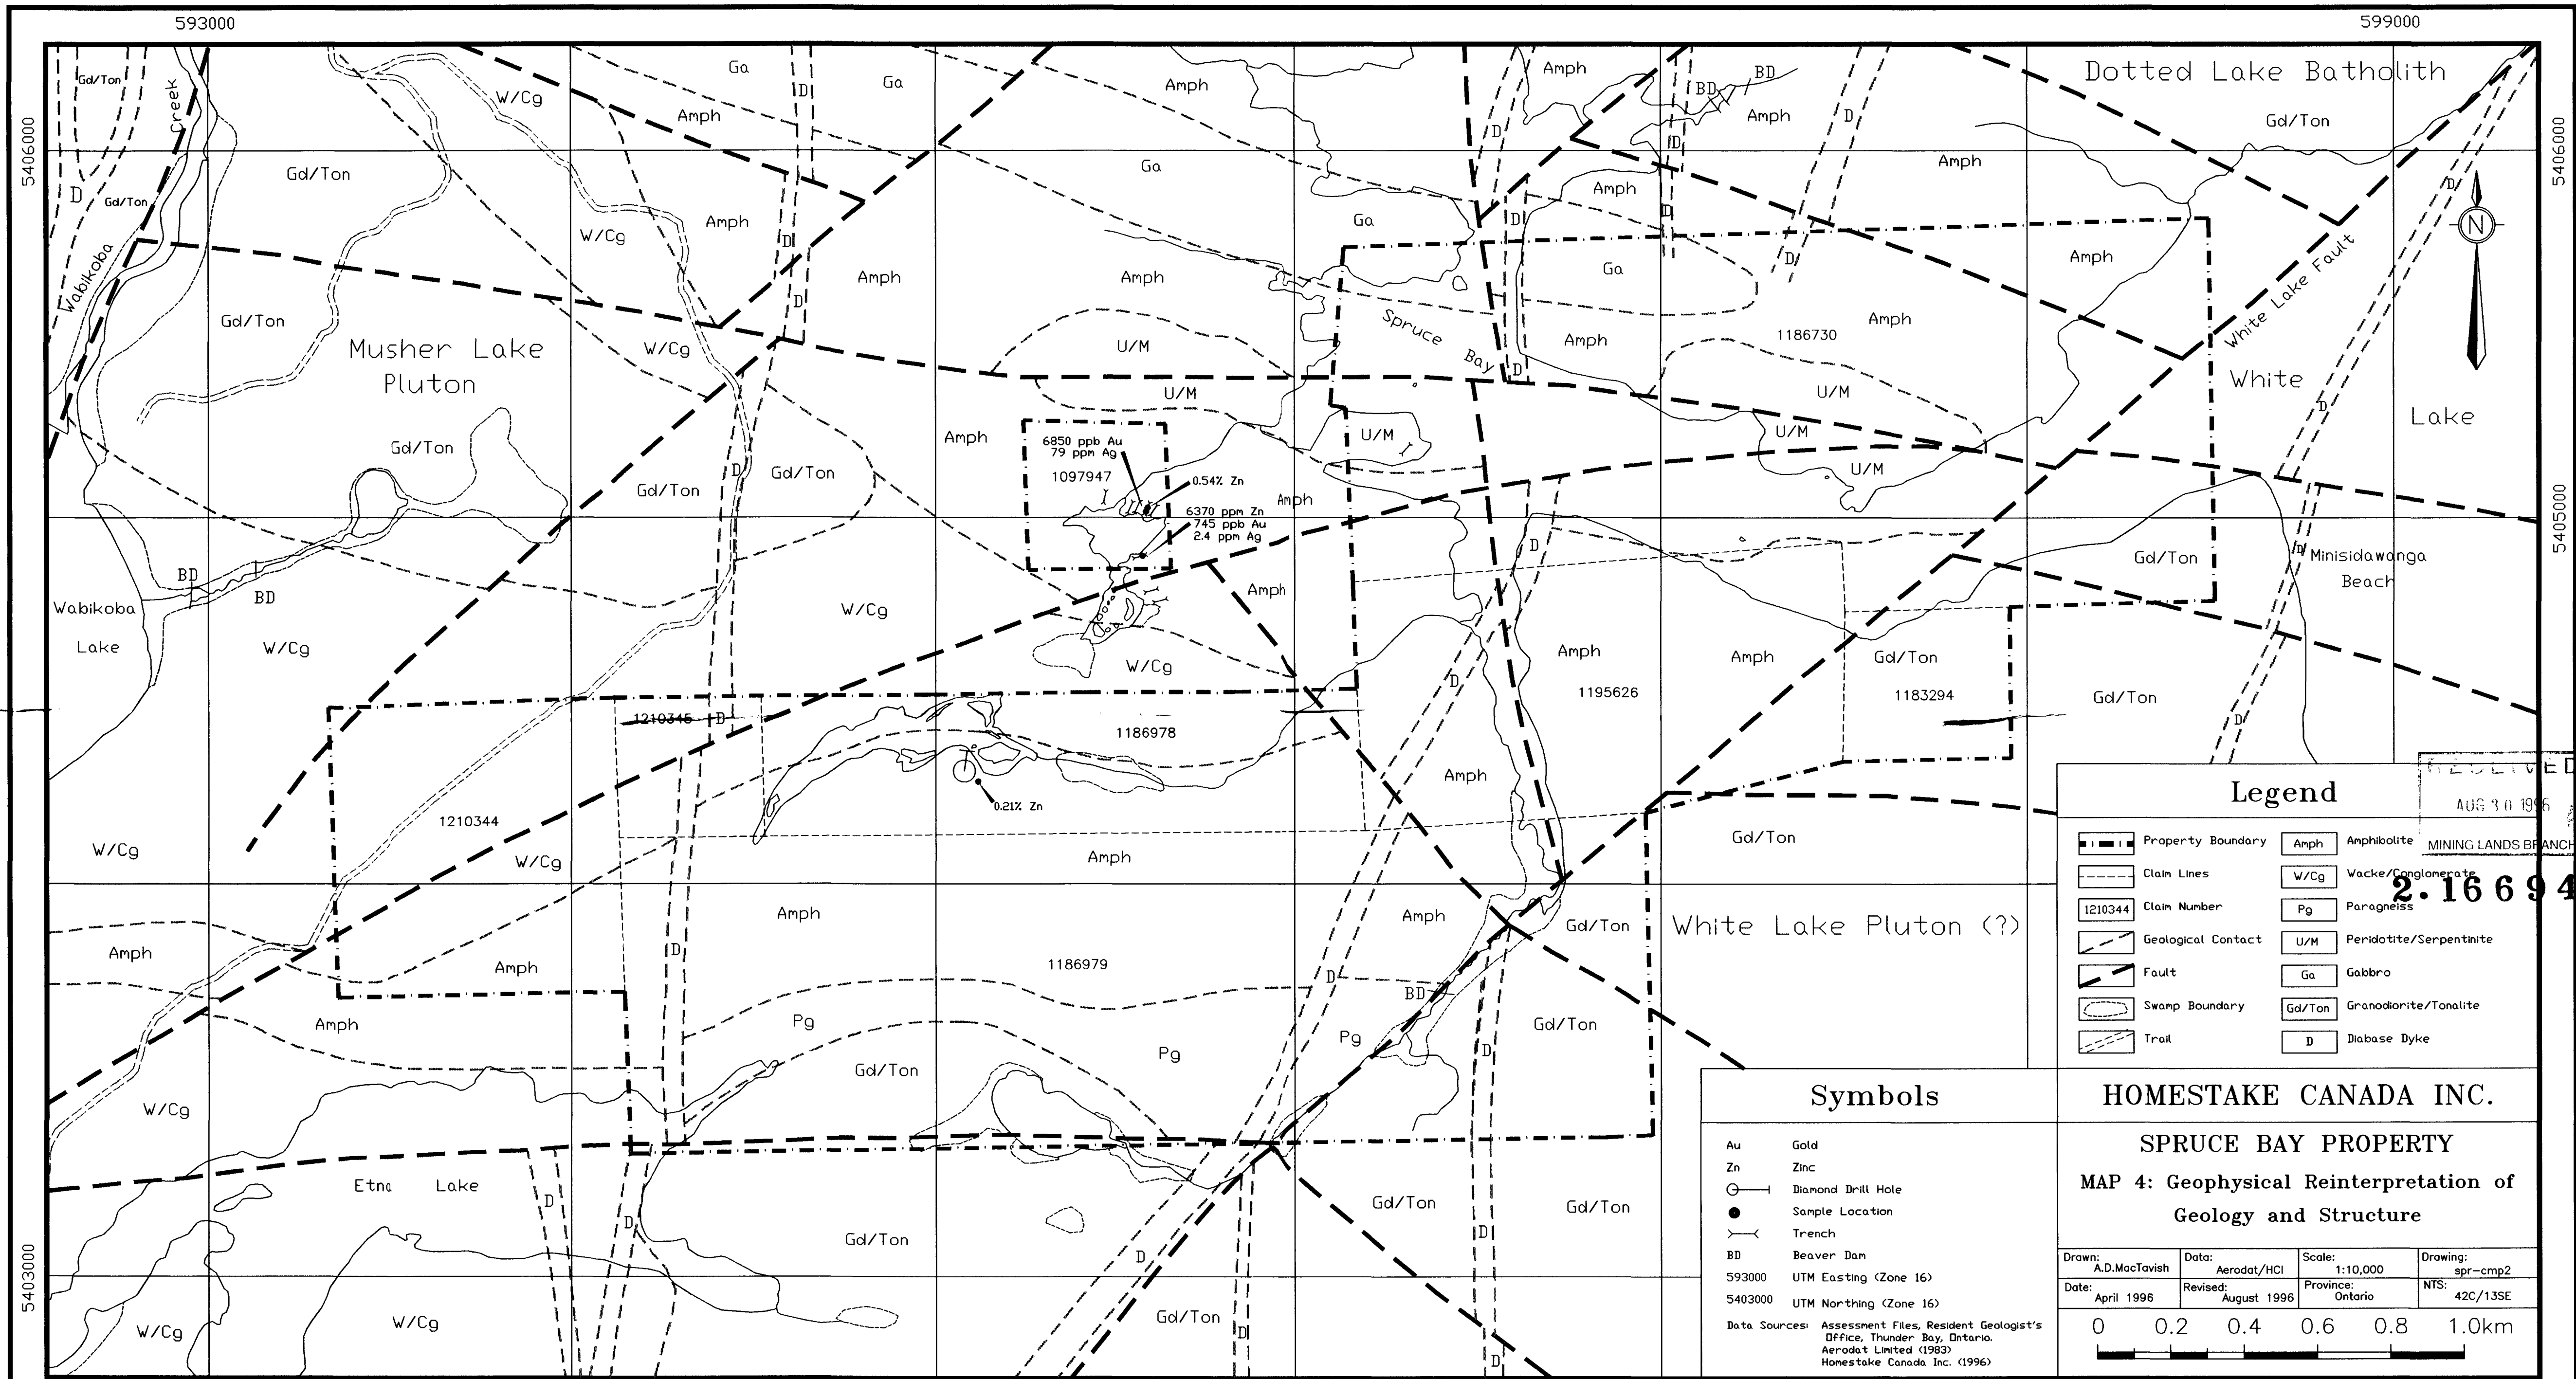 593000
599000
5406000
5406000
5405000
5405000
5403000
Gd/Ton
Creek
W/Cg
Ga
D
Ga
Amph
Amph
Amph
BD
BD
Amph
D
Dotted Lake Batholith
Gd/Ton
D
D
Gd/Ton
Gd/Ton
D
Gd/Ton
Wabikoba
W/Cg
Amph
D
D
Ga
Ga
Amph
D
D
Amph
Amph
D
N
Gd/Ton
Musher Lake
Pluton
W/Cg
Amph
Amph
U/M
Spruce Bay
Ga
Amph
D
D
1186730
Amph
White Lake Fault
White
Lake
D
Gd/Ton
Gd/Ton
D
Gd/Ton
Amph
U/M
6850 ppb Au
79 ppm Ag
1097947
0.54% Zn
Amph
6370 ppm Zn
745 ppb Au
2.4 ppm Ag
U/M
U/M
U/M
U/M
BD
BD
Wabikoba
Lake
W/Cg
W/Cg
Amph
W/Cg
D
D
Amph
1195626
Amph
Gd/Ton
1183294
Gd/Ton
Gd/Ton
D
Minisidawanga
Beach
D
1210345
D
1186978
0.21% Zn
Amph
W/Cg
1210344
W/Cg
Amph
Gd/Ton
Amph
Amph
Amph
D
1186979
Amph
Gd/Ton
White Lake Pluton (?)
Amph
Pg
Pg
D
BD
Pg
Gd/Ton
D
W/Cg
Gd/Ton
Etna Lake
D
D
Gd/Ton
D
Gd/Ton
Gd/Ton
D
W/Cg
W/Cg
Gd/Ton
D
D
Legend
Property Boundary
Claim Lines
1210344 Claim Number
Geological Contact
Fault
Swamp Boundary
Trail
Amph Amphibolite
W/Cg Wacke/Conglomerate
Pg Paragneiss
U/M Peridotite/Serpentinite
Ga Gabbro
Gd/Ton Granodiorite/Tonalite
D Diabase Dyke
RECEIVED
AUG 30 1996
MINING LANDS BRANCH
2.16694
Symbols
Au Gold
Zn Zinc
Diamond Drill Hole
Sample Location
Trench
BD Beaver Dam
593000 UTM Easting (Zone 16)
5403000 UTM Northing (Zone 16)
Data Sources: Assessment Files, Resident Geologist's
Office, Thunder Bay, Ontario.
Aerodat Limited (1983)
Homestake Canada Inc. (1996)
HOMESTAKE CANADA INC.
SPRUCE BAY PROPERTY
MAP 4: Geophysical Reinterpretation of
Geology and Structure
Drawn: A.D.MacTavish
Data: Aerodat/HCI
Scale: 1:10,000
Drawing: spr-cmp2
Date: April 1996
Revised: August 1996
Province: Ontario
NTS: 42C/13SE
0 0.2 0.4 0.6 0.8 1.0km